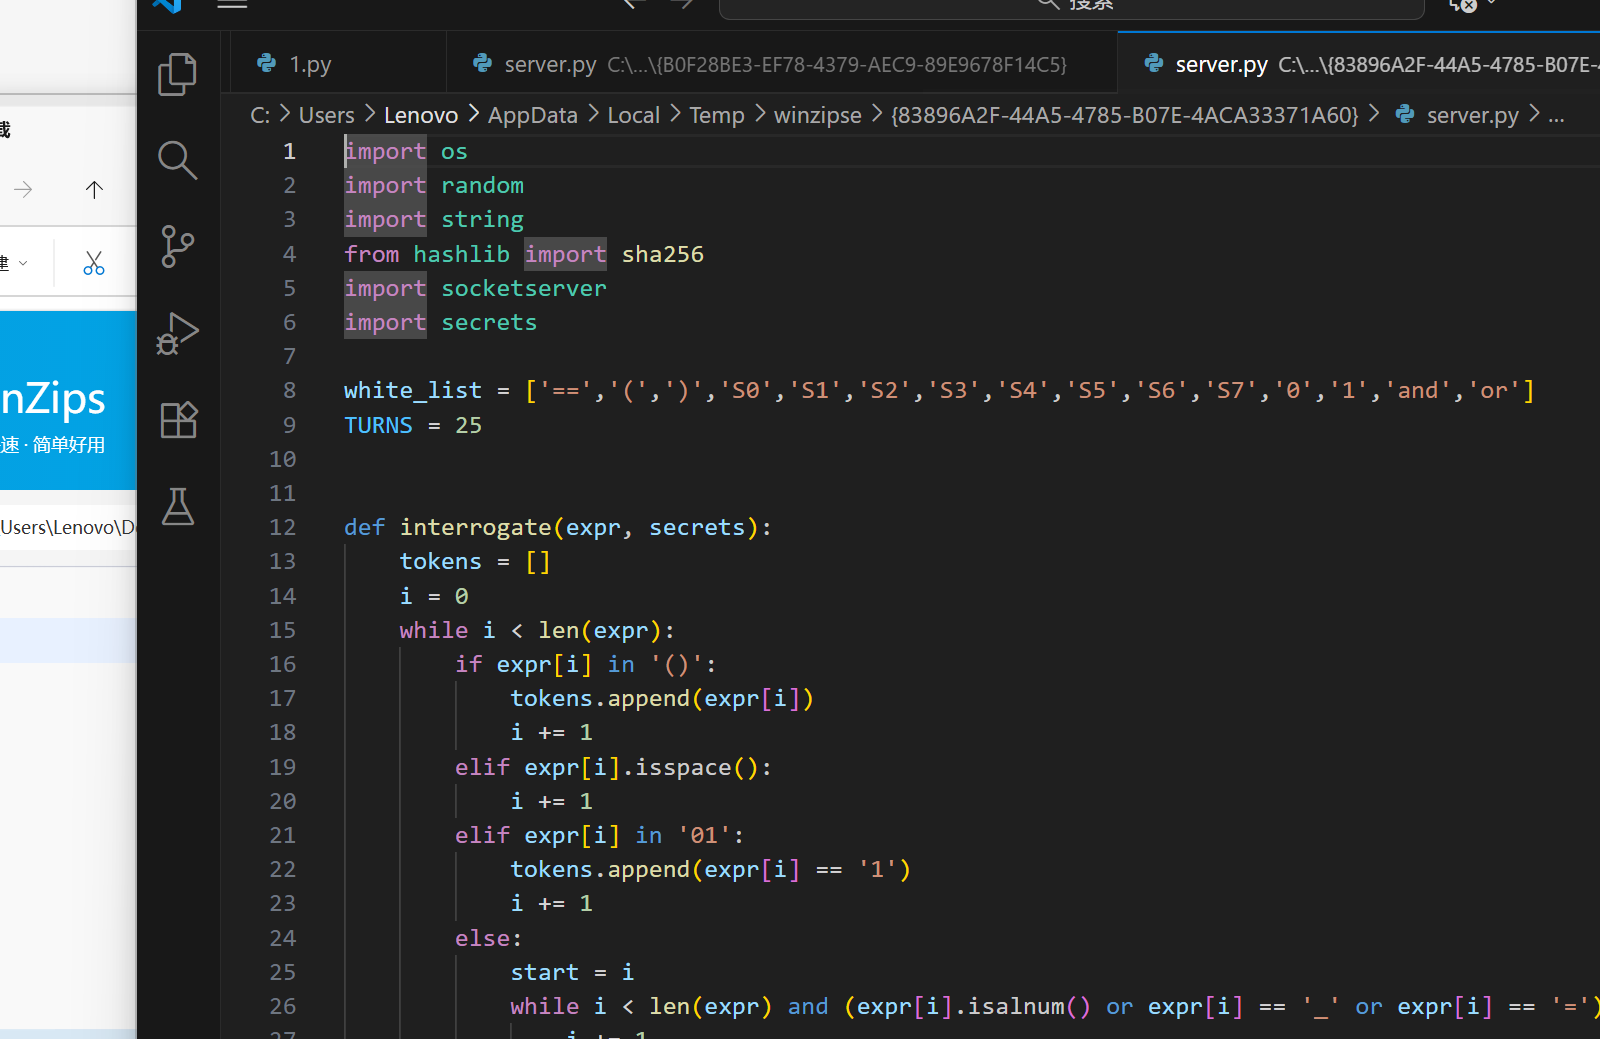 搜索
1.py
server.py C:\...\{B0F28BE3-EF78-4379-AEC9-89E9678F14C5}
server.py C:\...\{83896A2F-44A5-4785-B07E-
C: > Users > Lenovo > AppData > Local > Temp > winzipse > {83896A2F-44A5-4785-B07E-4ACA33371A60} > server.py > ...
载
建
nZips
速 · 简单好用
Users\Lenovo\D
1 import os
2 import random
3 import string
4 from hashlib import sha256
5 import socketserver
6 import secrets
7
8 white_list = ['==','(',')','S0','S1','S2','S3','S4','S5','S6','S7','0','1','and','or']
9 TURNS = 25
10
11
12 def interrogate(expr, secrets):
13     tokens = []
14     i = 0
15     while i < len(expr):
16         if expr[i] in '()':
17             tokens.append(expr[i])
18             i += 1
19         elif expr[i].isspace():
20             i += 1
21         elif expr[i] in '01':
22             tokens.append(expr[i] == '1')
23             i += 1
24         else:
25             start = i
26             while i < len(expr) and (expr[i].isalnum() or expr[i] == '_' or expr[i] == '=')
27                 i += 1